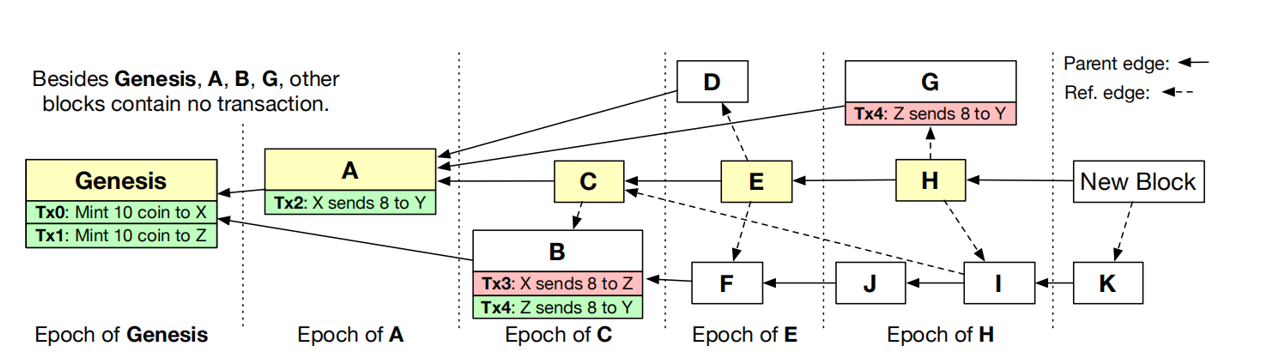 Besides Genesis, A, B, G, other
blocks contain no transaction.
Parent edge:
Ref. edge:
D
G
Tx4: Z sends 8 to Y
Genesis
Tx0: Mint 10 coin to X
Tx1: Mint 10 coin to Z
A
Tx2: X sends 8 to Y
C
E
H
New Block
B
Tx3: X sends 8 to Z
Tx4: Z sends 8 to Y
F
J
I
K
Epoch of Genesis
Epoch of A
Epoch of C
Epoch of E
Epoch of H